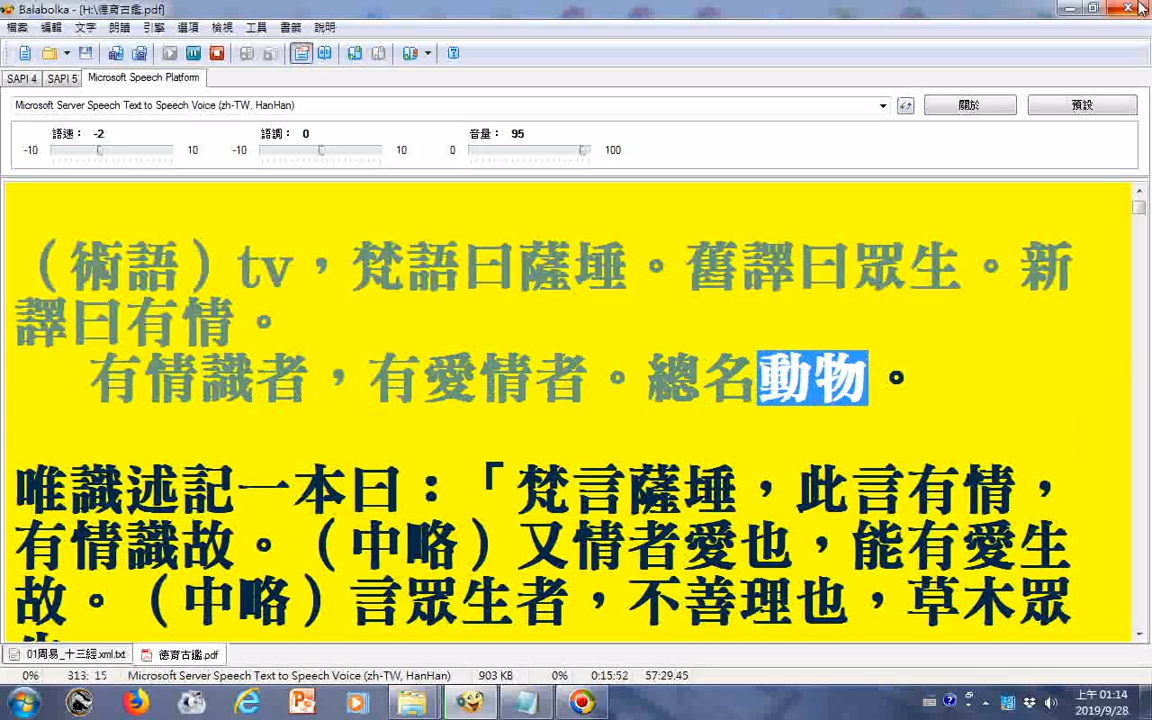 Balabolka - [H:\德育古鑑.pdf]
檔案 編輯 文字 朗讀 引擎 選項 檢視 工具 書籤 說明
SAPI 4 SAPI 5 Microsoft Speech Platform
Microsoft Server Speech Text to Speech Voice (zh-TW, HanHan) 關於 預設
語速： -2 語調： 0 音量： 95
-10 10 -10 10 0 100
（術語）tv，梵語曰薩埵。舊譯曰眾生。新
譯曰有情。
有情識者，有愛情者。總名動物。
唯識述記一本曰：「梵言薩埵，此言有情，
有情識故。（中略）又情者愛也，能有愛生
故。（中略）言眾生者，不善理也，草木眾
01周易_十三經.xml.txt 德育古鑑.pdf
0% 313: 15 Microsoft Server Speech Text to Speech Voice (zh-TW, HanHan) 903 KB 0% 0:15:52 57:29.45
上午 01:14
2019/9/28